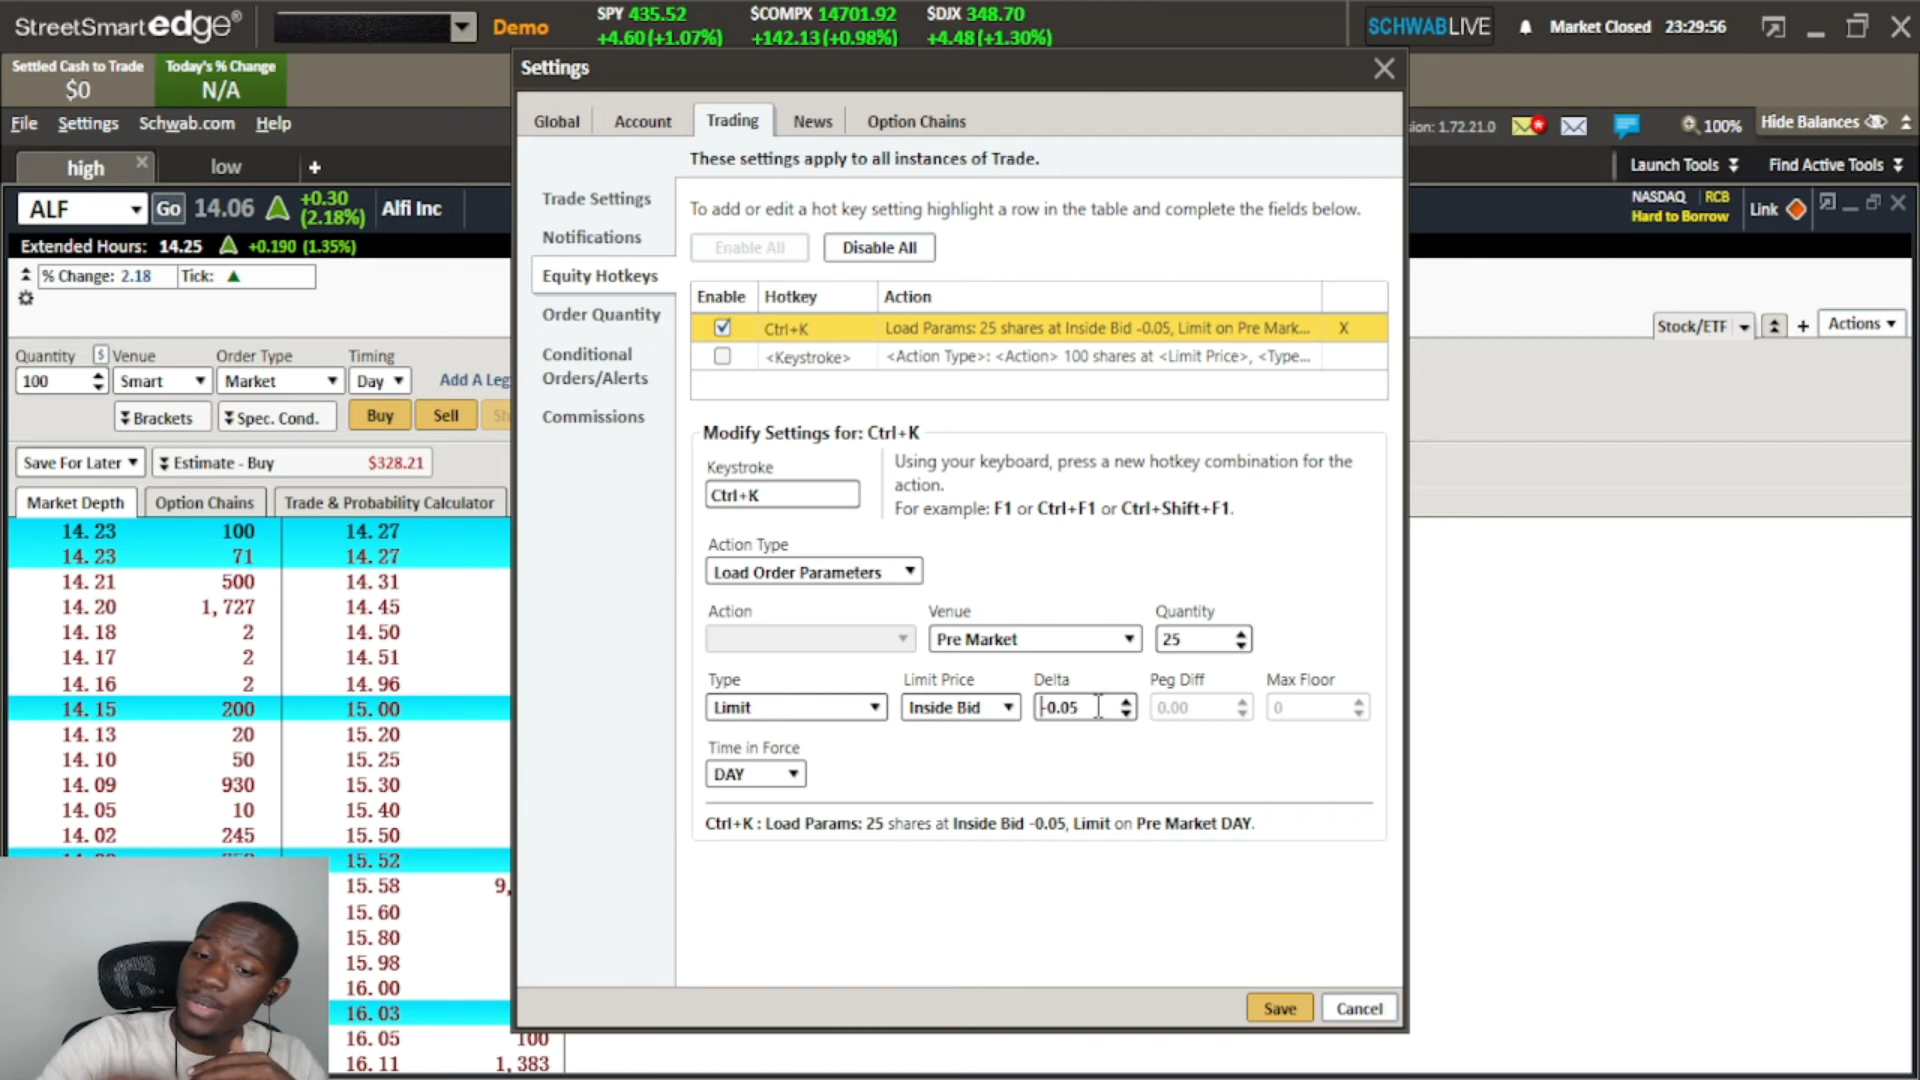 StreetSmart edge®
Demo
SPY 435.52
+4.60 (+1.07%)
$COMPX 14701.92
+142.13 (+0.98%)
$DJX 348.70
+4.48 (+1.30%)
SCHWABLIVE
Market Closed 23:29:56
Settled Cash to Trade
$0
Today's % Change
N/A
File Settings Schwab.com Help
ion: 1.72.21.0
100%
Hide Balances
high low +
Launch Tools
Find Active Tools
ALF Go 14.06 +0.30 (2.18%) Alfi Inc
NASDAQ RCB
Hard to Borrow
Link
Extended Hours: 14.25 +0.190 (1.35%)
% Change: 2.18 Tick:
Stock/ETF + Actions
Quantity $ Venue Order Type Timing
100 Smart Market Day Add A Leg
Brackets Spec. Cond. Buy Sell Sh
Save For Later Estimate - Buy $328.21
Market Depth Option Chains Trade & Probability Calculator
14.23 100 14.27
14.23 71 14.27
14.21 500 14.31
14.20 1,727 14.45
14.18 2 14.50
14.17 2 14.51
14.16 2 14.96
14.15 200 15.00
14.13 20 15.20
14.10 50 15.25
14.09 930 15.30
14.05 10 15.40
14.02 245 15.50
15.52
15.58 9,
15.60
15.80
15.98
16.00
16.03
16.05 100
16.11 1,383
Settings
Global Account Trading News Option Chains
These settings apply to all instances of Trade.
Trade Settings
Notifications
Equity Hotkeys
Order Quantity
Conditional
Orders/Alerts
Commissions
To add or edit a hot key setting highlight a row in the table and complete the fields below.
Enable All Disable All
Enable Hotkey Action
Ctrl+K Load Params: 25 shares at Inside Bid -0.05, Limit on Pre Mark... X
<Keystroke> <Action Type>: <Action> 100 shares at <Limit Price>, <Type...
Modify Settings for: Ctrl+K
Keystroke
Ctrl+K
Using your keyboard, press a new hotkey combination for the
action.
For example: F1 or Ctrl+F1 or Ctrl+Shift+F1.
Action Type
Load Order Parameters
Action Venue Quantity
Pre Market 25
Type Limit Price Delta Peg Diff Max Floor
Limit Inside Bid -0.05 0.00 0
Time in Force
DAY
Ctrl+K : Load Params: 25 shares at Inside Bid -0.05, Limit on Pre Market DAY.
Save Cancel